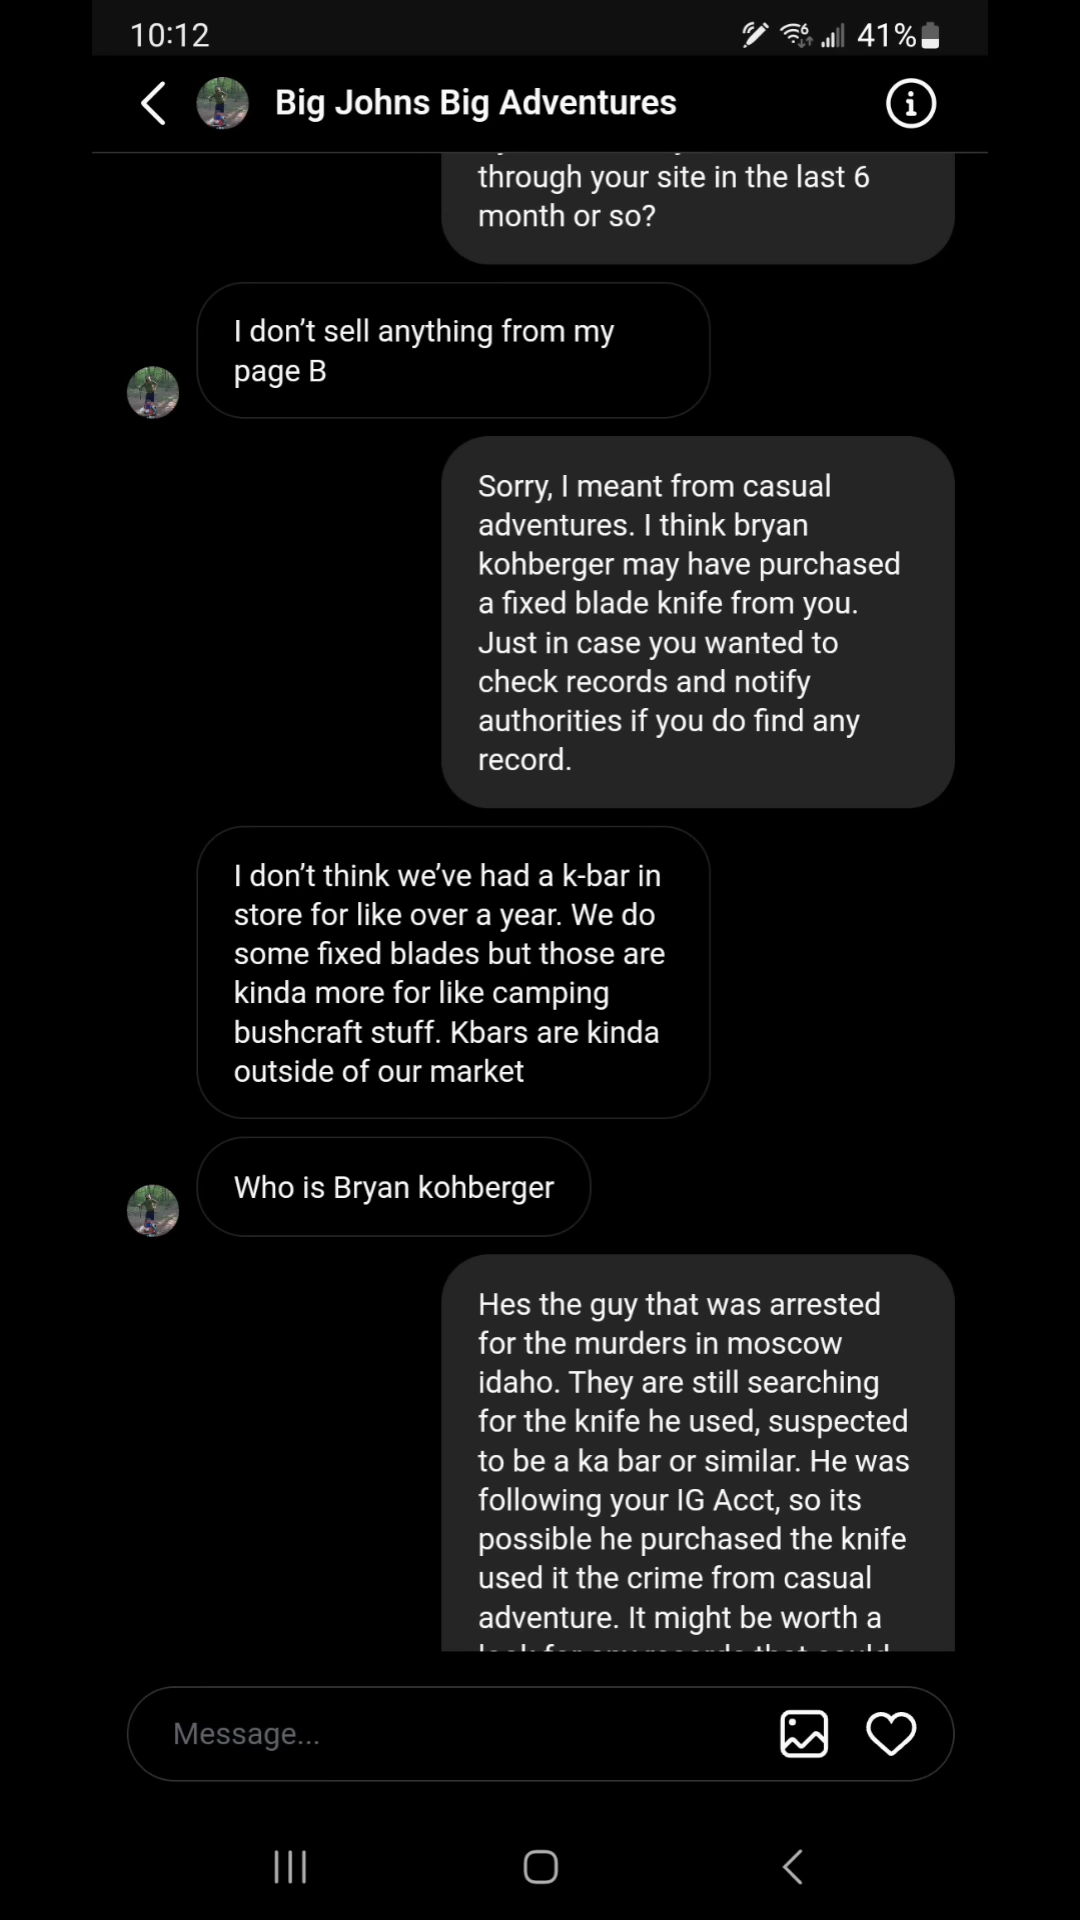 10:12
41%
Big Johns Big Adventures
through your site in the last 6
month or so?
I don't sell anything from my
page B
Sorry, I meant from casual
adventures. I think bryan
kohberger may have purchased
a fixed blade knife from you.
Just in case you wanted to
check records and notify
authorities if you do find any
record.
I don't think we've had a k-bar in
store for like over a year. We do
some fixed blades but those are
kinda more for like camping
bushcraft stuff. Kbars are kinda
outside of our market
Who is Bryan kohberger
Hes the guy that was arrested
for the murders in moscow
idaho. They are still searching
for the knife he used, suspected
to be a ka bar or similar. He was
following your IG Acct, so its
possible he purchased the knife
used it the crime from casual
adventure. It might be worth a
look for any records that could
Message...